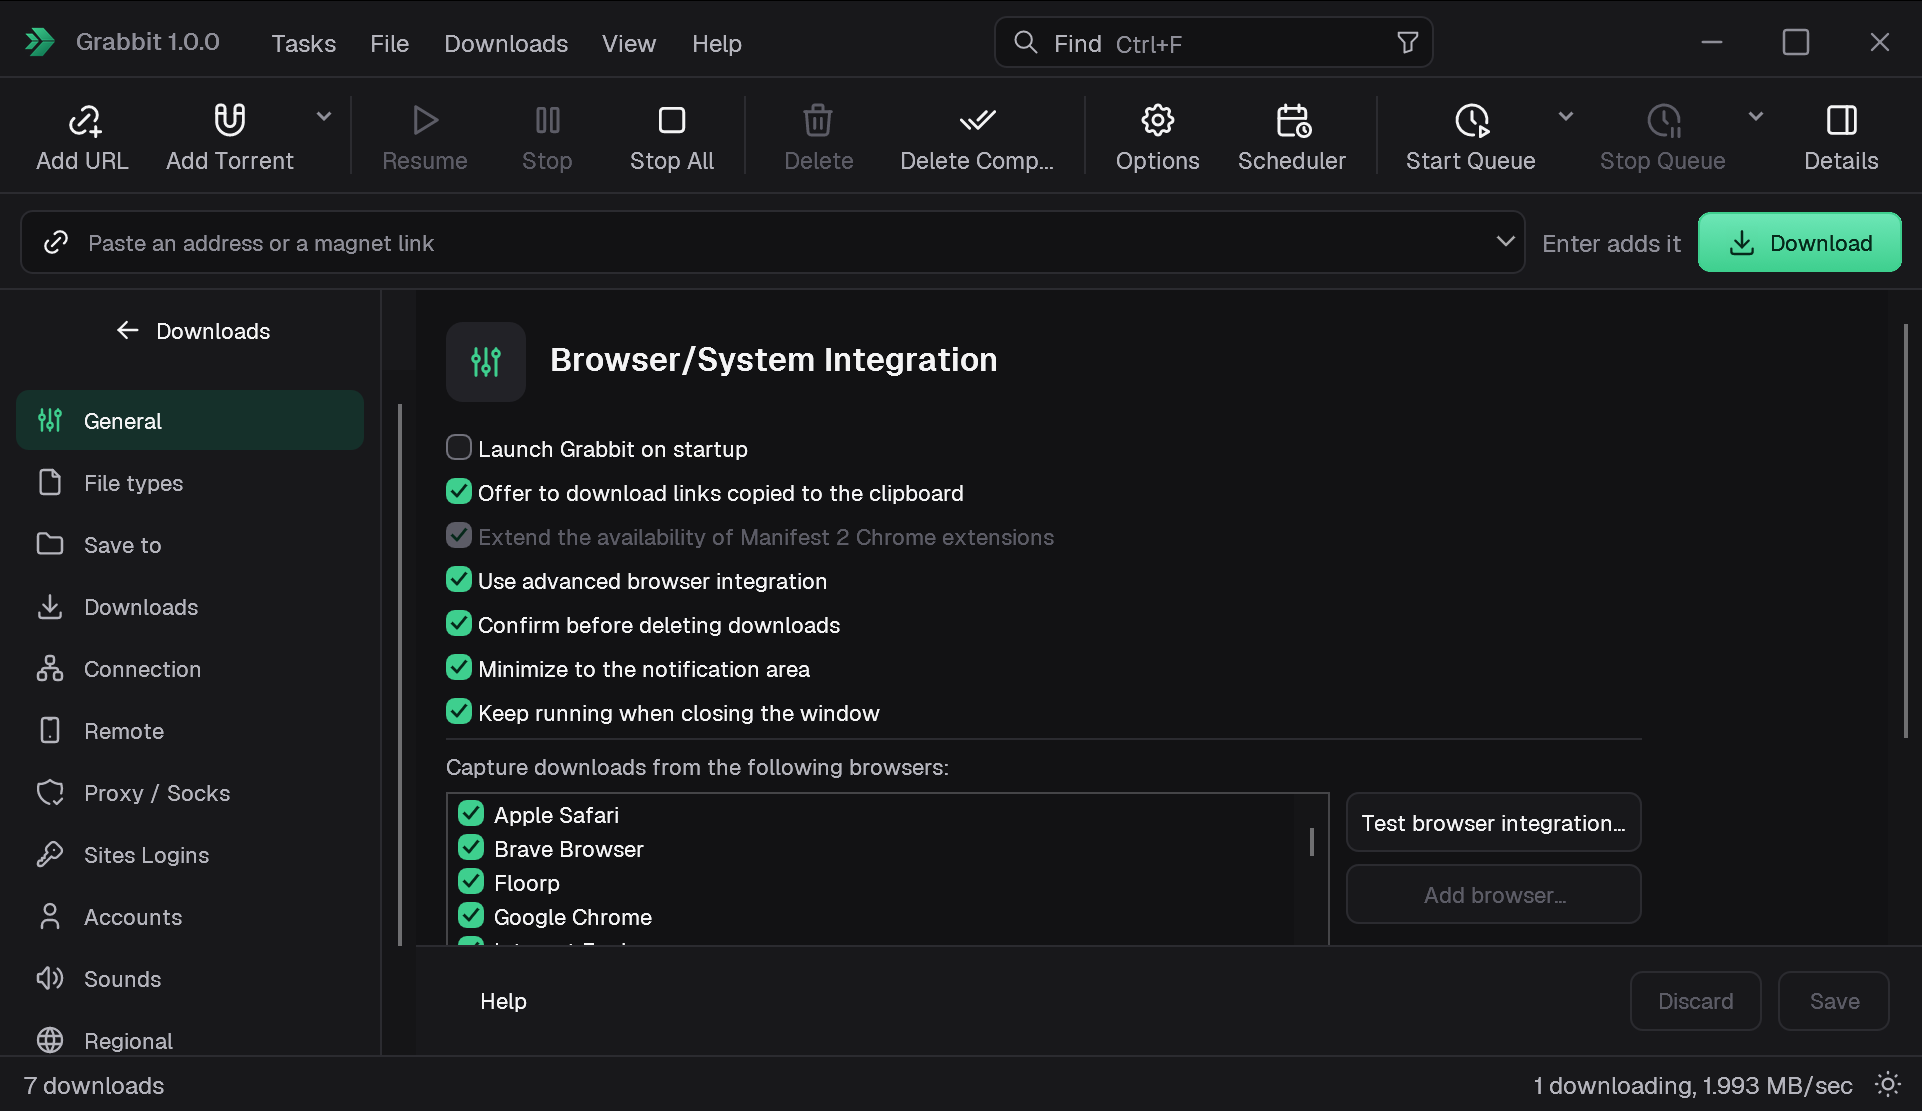 Grabbit 1.0.0 Tasks File Downloads View Help Find Ctrl+F
Add URL Add Torrent Resume Stop Stop All Delete Delete Comp... Options Scheduler Start Queue Stop Queue Details
Paste an address or a magnet link Enter adds it Download
Downloads
General
File types
Save to
Downloads
Connection
Remote
Proxy / Socks
Sites Logins
Accounts
Sounds
Regional
Browser/System Integration
Launch Grabbit on startup
Offer to download links copied to the clipboard
Extend the availability of Manifest 2 Chrome extensions
Use advanced browser integration
Confirm before deleting downloads
Minimize to the notification area
Keep running when closing the window
Capture downloads from the following browsers:
Apple Safari
Brave Browser
Floorp
Google Chrome
Test browser integration...
Add browser...
Help Discard Save
7 downloads 1 downloading, 1.993 MB/sec